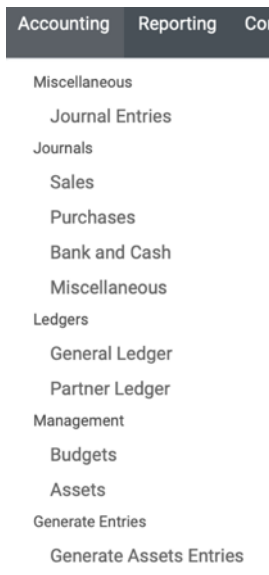 Accounting Reporting Co
Miscellaneous
Journal Entries
Journals
Sales
Purchases
Bank and Cash
Miscellaneous
Ledgers
General Ledger
Partner Ledger
Management
Budgets
Assets
Generate Entries
Generate Assets Entries